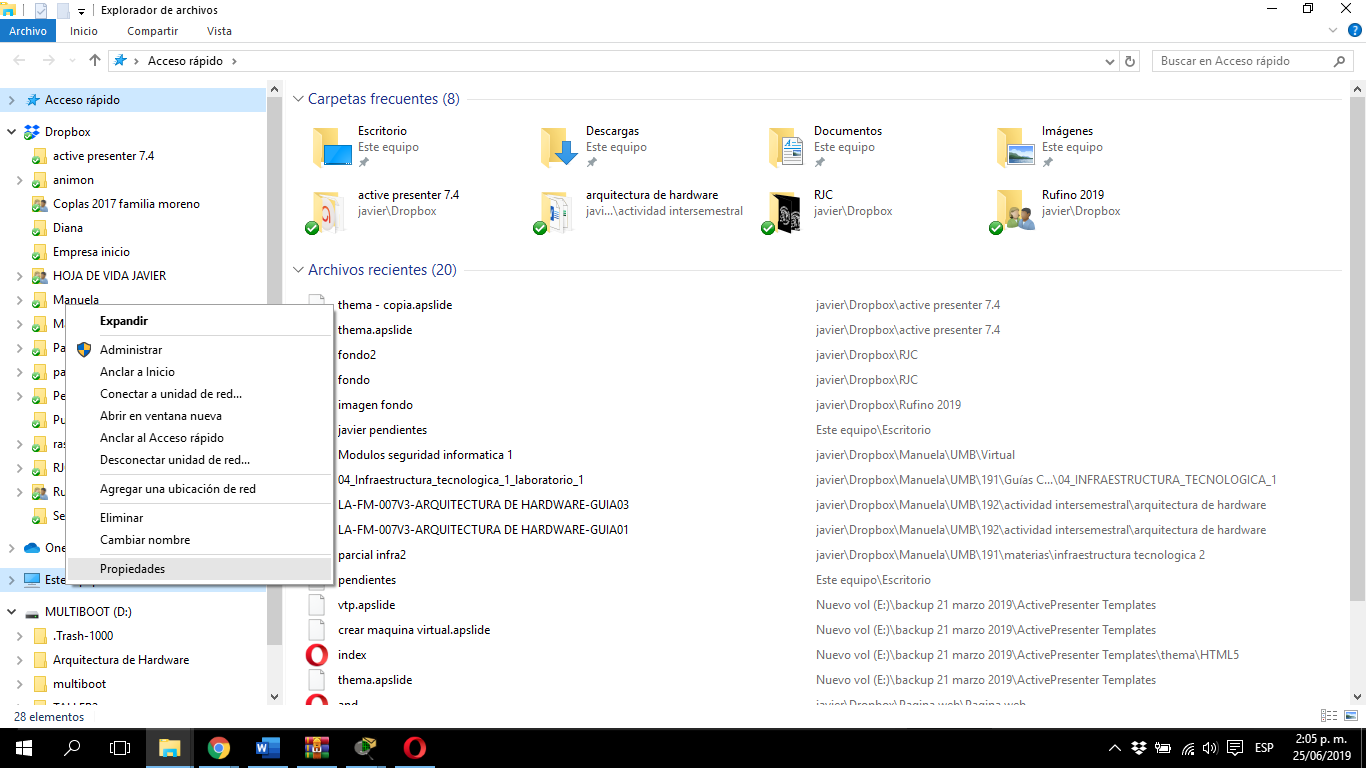 Explorador de archivos
Archivo Inicio Compartir Vista
Acceso rápido
Buscar en Acceso rápido
Acceso rápido
Dropbox
active presenter 7.4
animon
Coplas 2017 familia moreno
Diana
Empresa inicio
HOJA DE VIDA JAVIER
Manuela
Pa
pa
Pe
Pu
ras
Ru
Se
One
Este
MULTIBOOT (D:)
.Trash-1000
Arquitectura de Hardware
multiboot
Expandir
Administrar
Anclar a Inicio
Conectar a unidad de red...
Abrir en ventana nueva
Anclar al Acceso rápido
Desconectar unidad de red...
Agregar una ubicación de red
Eliminar
Cambiar nombre
Propiedades
Carpetas frecuentes (8)
Escritorio
Este equipo
Descargas
Este equipo
Documentos
Este equipo
Imágenes
Este equipo
active presenter 7.4
javier\Dropbox
arquitectura de hardware
javi...\actividad intersemestral
RJC
javier\Dropbox
Rufino 2019
javier\Dropbox
Archivos recientes (20)
thema - copia.apslide javier\Dropbox\active presenter 7.4
thema.apslide javier\Dropbox\active presenter 7.4
fondo2 javier\Dropbox\RJC
fondo javier\Dropbox\RJC
imagen fondo javier\Dropbox\Rufino 2019
javier pendientes Este equipo\Escritorio
Modulos seguridad informatica 1 javier\Dropbox\Manuela\UMB\Virtual
04_Infraestructura_tecnologica_1_laboratorio_1 javier\Dropbox\Manuela\UMB\191\Guías C...\04_INFRAESTRUCTURA_TECNOLOGICA_1
LA-FM-007V3-ARQUITECTURA DE HARDWARE-GUIA03 javier\Dropbox\Manuela\UMB\192\actividad intersemestral\arquitectura de hardware
LA-FM-007V3-ARQUITECTURA DE HARDWARE-GUIA01 javier\Dropbox\Manuela\UMB\192\actividad intersemestral\arquitectura de hardware
parcial infra2 javier\Dropbox\Manuela\UMB\191\materias\infraestructura tecnologica 2
pendientes Este equipo\Escritorio
vtp.apslide Nuevo vol (E:)\backup 21 marzo 2019\ActivePresenter Templates
crear maquina virtual.apslide Nuevo vol (E:)\backup 21 marzo 2019\ActivePresenter Templates
index Nuevo vol (E:)\backup 21 marzo 2019\ActivePresenter Templates\thema\HTML5
thema.apslide Nuevo vol (E:)\backup 21 marzo 2019\ActivePresenter Templates
javier\Dropbox\Pagina web\Pagina web
28 elementos
ESP
2:05 p. m.
25/06/2019